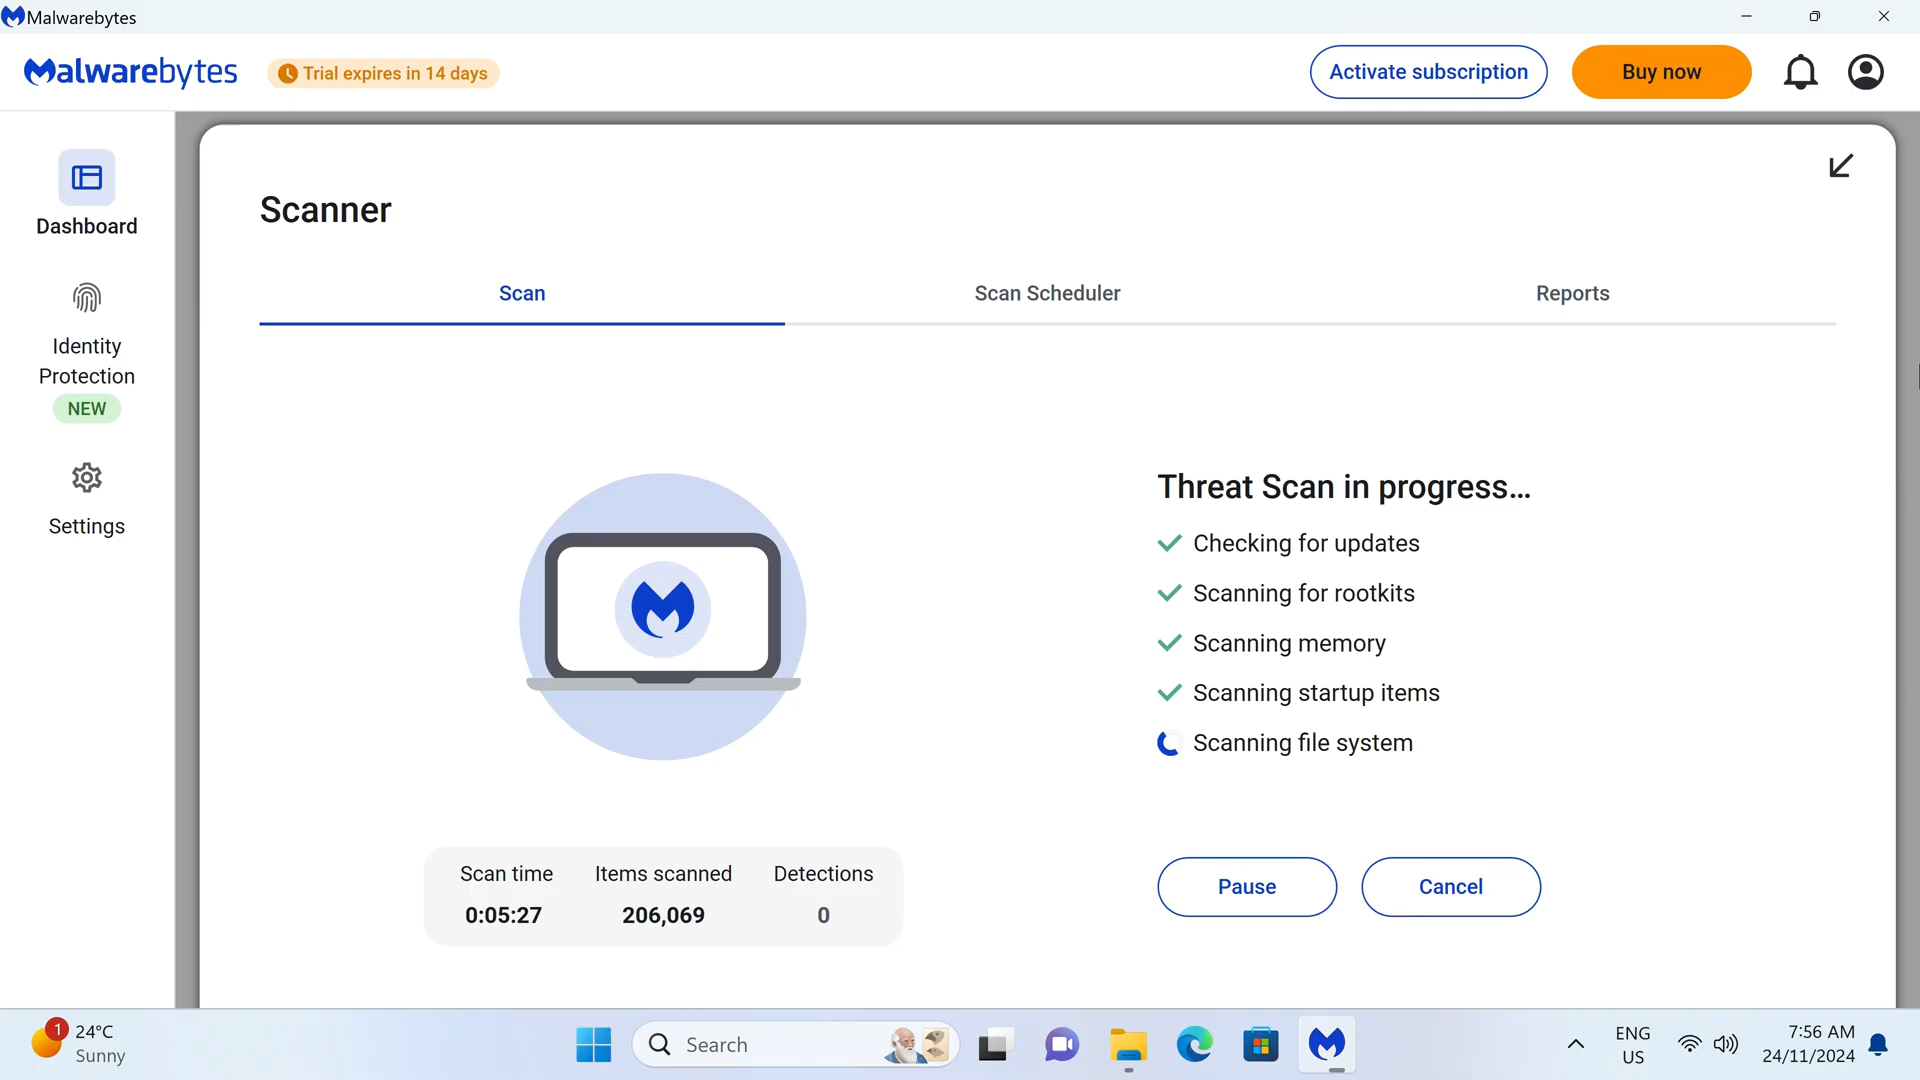 Malwarebytes
Malwarebytes
Trial expires in 14 days
Activate subscription
Buy now
Dashboard
Identity
Protection
NEW
Settings
Scanner
Scan
Scan Scheduler
Reports
Threat Scan in progress...
Checking for updates
Scanning for rootkits
Scanning memory
Scanning startup items
Scanning file system
Scan time
Items scanned
Detections
0:05:27
206,069
0
Pause
Cancel
1
24°C
Sunny
Search
ENG
US
7:56 AM
24/11/2024